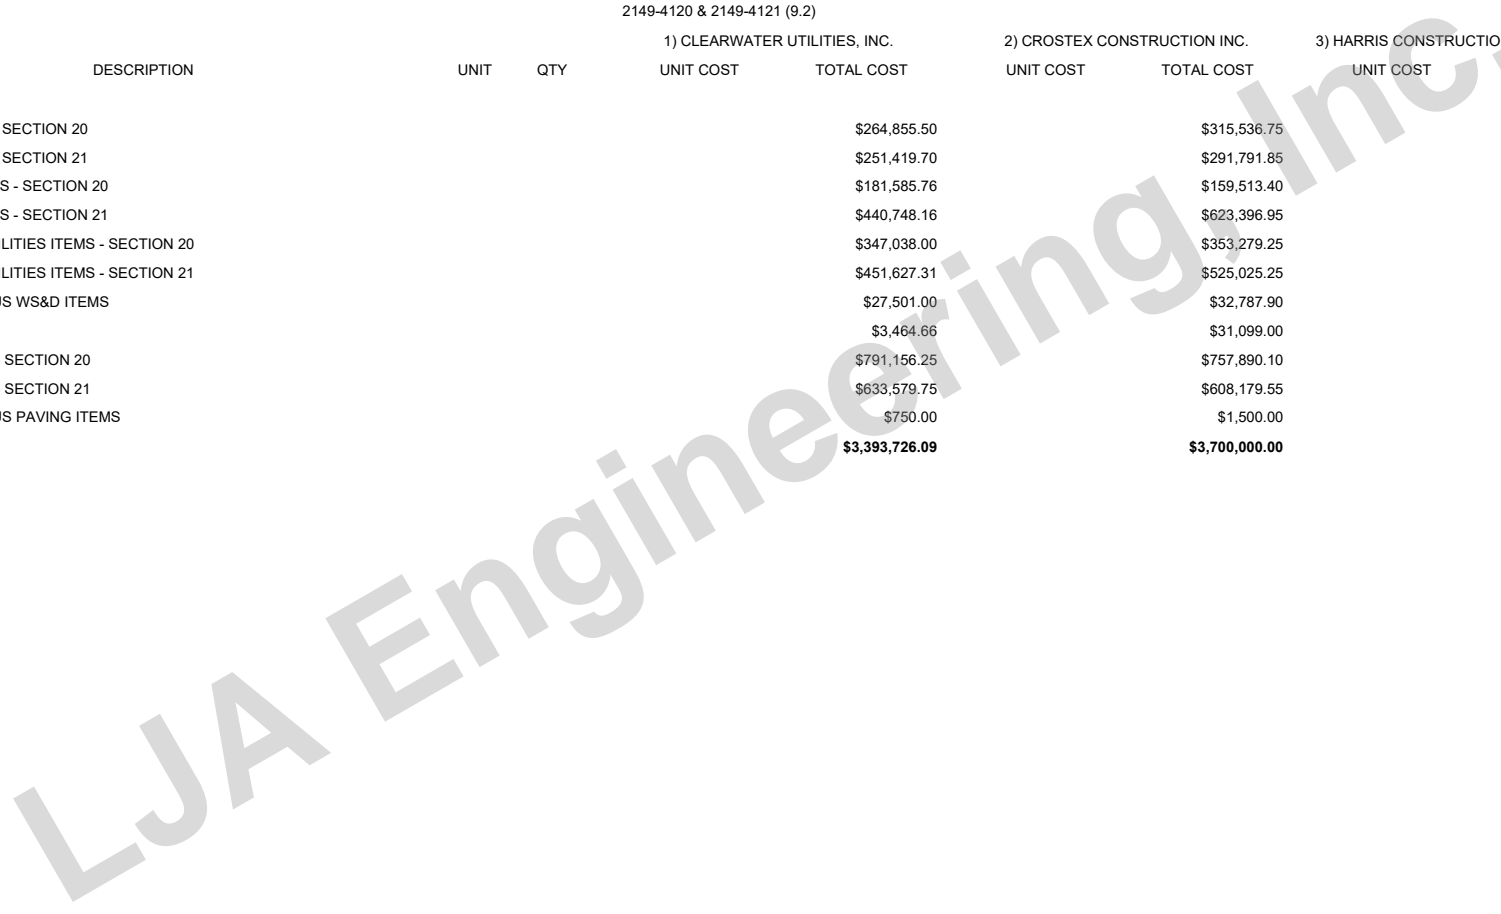 2149-4120 & 2149-4121 (9.2)
1) CLEARWATER UTILITIES, INC. 2) CROSTEX CONSTRUCTION INC. 3) HARRIS CONSTRUCTIO
DESCRIPTION UNIT QTY UNIT COST TOTAL COST UNIT COST TOTAL COST UNIT COST
SECTION 20 $264,855.50 $315,536.75
SECTION 21 $251,419.70 $291,791.85
S - SECTION 20 $181,585.76 $159,513.40
S - SECTION 21 $440,748.16 $623,396.95
LITIES ITEMS - SECTION 20 $347,038.00 $353,279.25
LITIES ITEMS - SECTION 21 $451,627.31 $525,025.25
US WS&D ITEMS $27,501.00 $32,787.90
$3,464.66 $31,099.00
SECTION 20 $791,156.25 $757,890.10
SECTION 21 $633,579.75 $608,179.55
US PAVING ITEMS $750.00 $1,500.00
$3,393,726.09 $3,700,000.00
LJA Engineering, Inc.